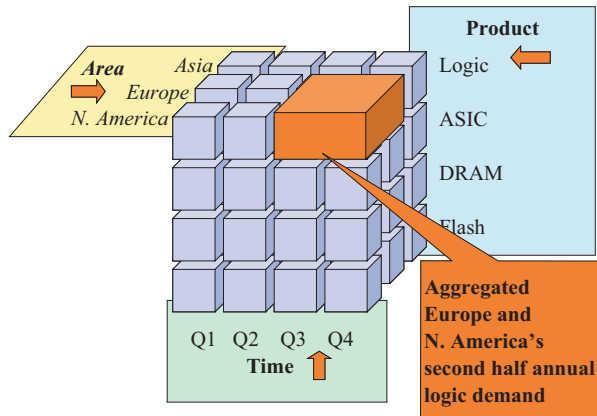 Product
Area
Asia
Europe
N. America
Logic
ASIC
DRAM
Flash
Q1 Q2 Q3 Q4
Time
Aggregated
Europe and
N. America's
second half annual
logic demand